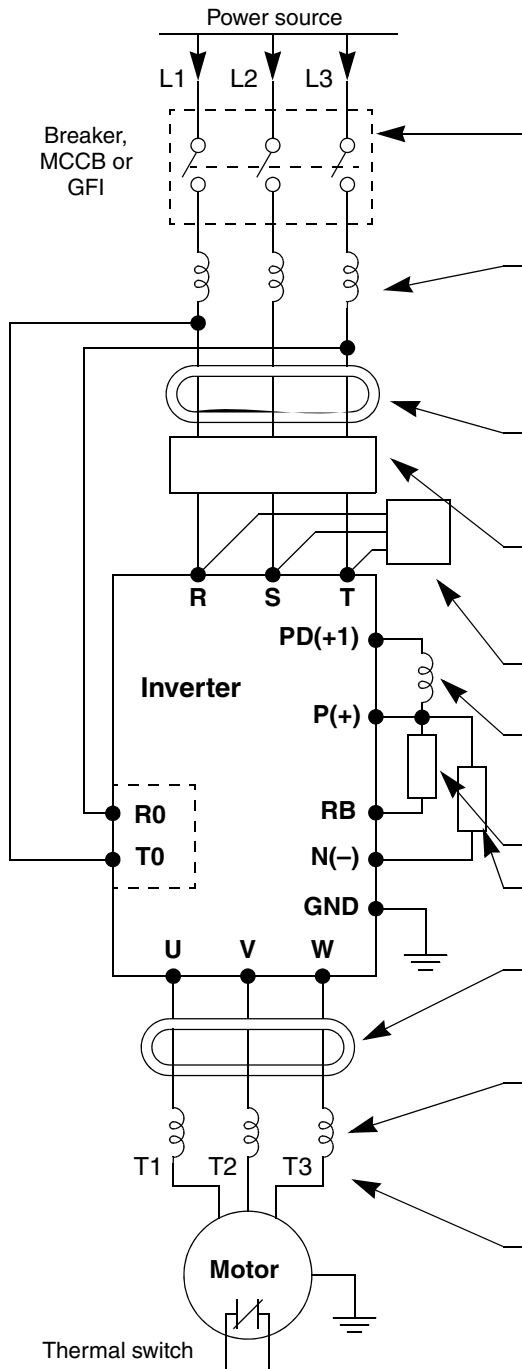 Power source
L1 L2 L3
Breaker,
MCCB or
GFI
R S T
PD(+1)
Inverter
P(+)
R0
RB
T0
N(–)
GND
U V W
T1 T2 T3
Motor
Thermal switch